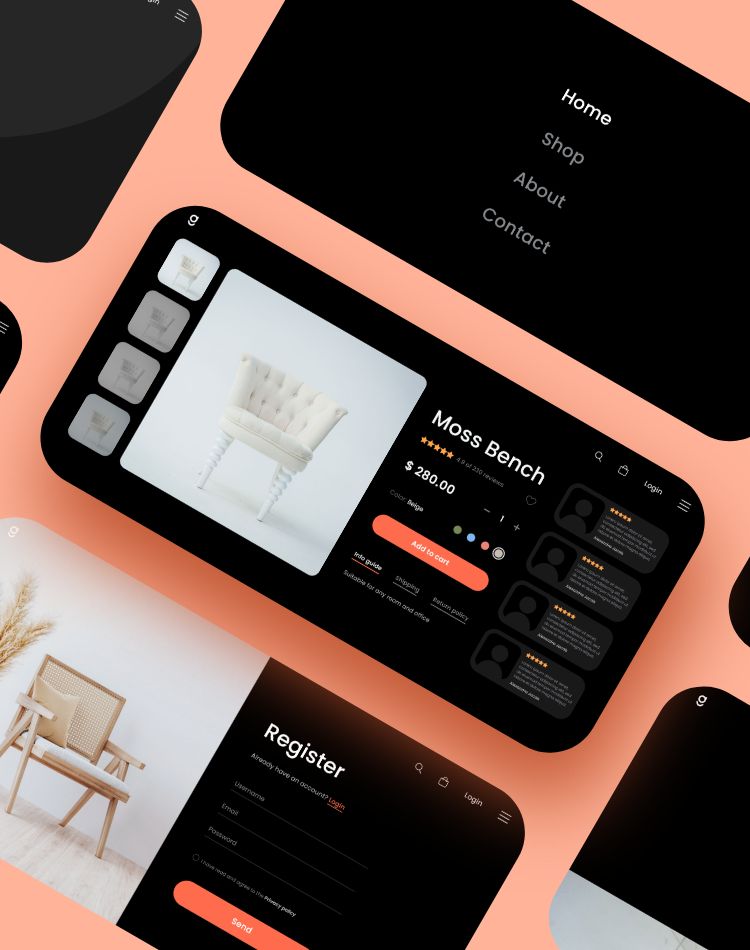 Login
Home
Shop
About
Contact
g
Moss Bench
4.9 of 230 reviews
$ 280.00
1
Color: Beige
Add to cart
Info guide
Shipping
Return policy
Suitable for any room and office
Login
g
Register
Already have an account? Login
Username
Email
Password
I have read and agree to the Privacy policy
Send
Login
g